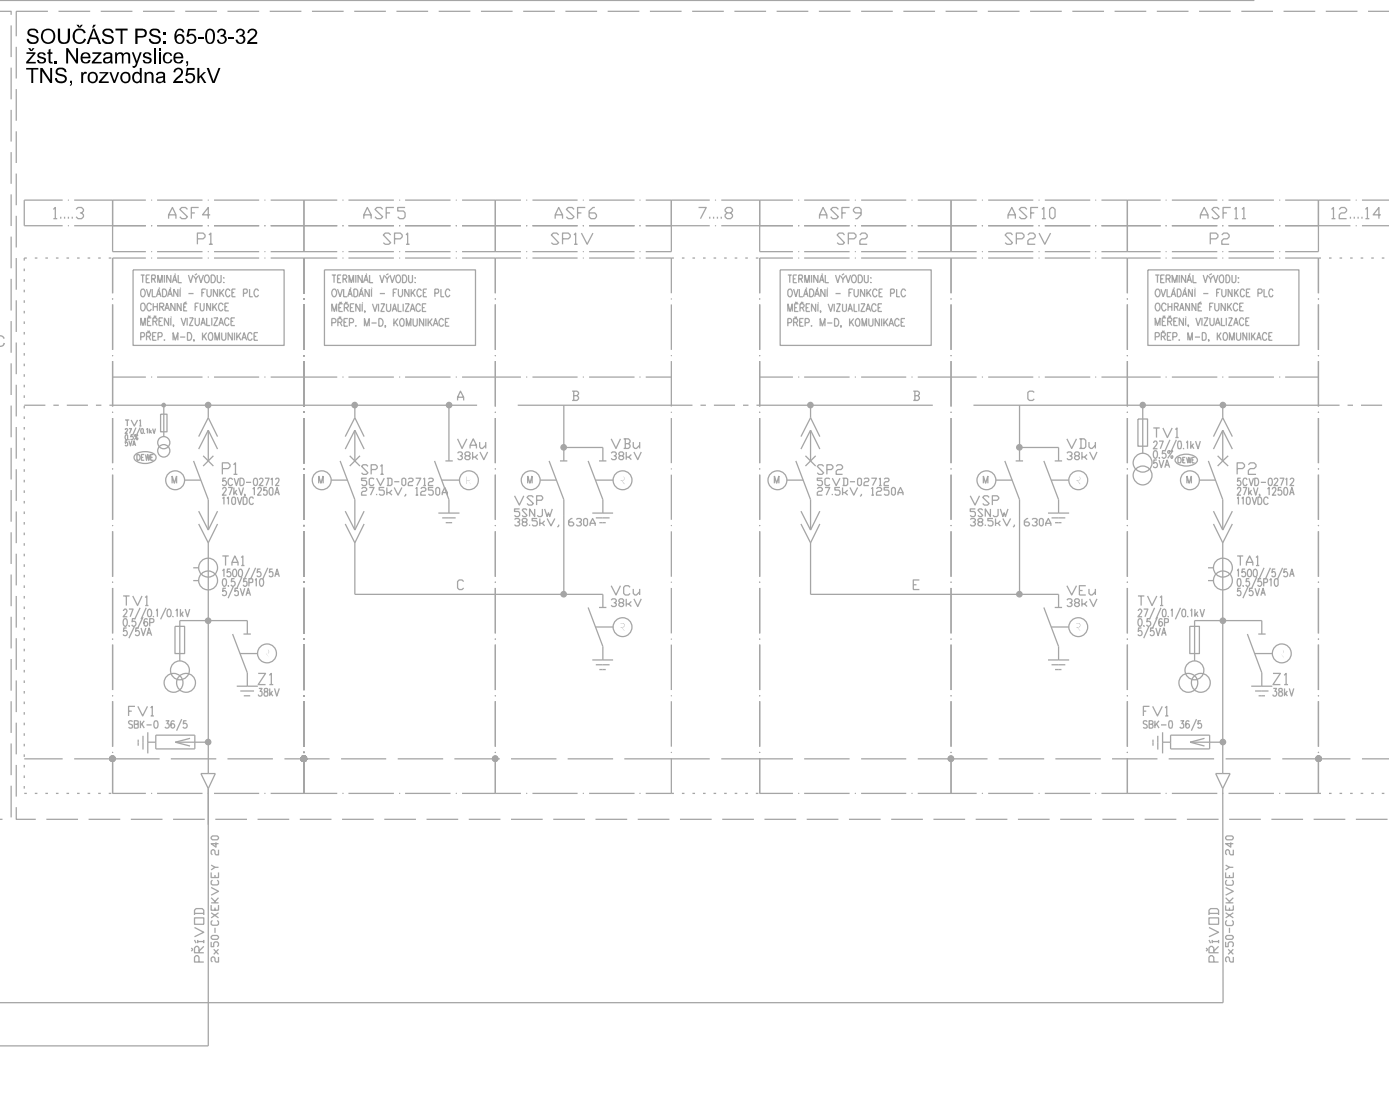 SOUČÁST PS: 65-03-32
žst. Nezamyslice,
TNS, rozvodna 25kV
1....3
ASF4
ASF5
ASF6
7....8
ASF9
ASF10
ASF11
12....14
P1
SP1
SP1V
SP2
SP2V
P2
TERMINÁL VÝVODU:
OVLÁDÁNÍ – FUNKCE PLC
OCHRANNÉ FUNKCE
MĚŘENÍ, VIZUALIZACE
PŘEP. M–D, KOMUNIKACE
TERMINÁL VÝVODU:
OVLÁDÁNÍ – FUNKCE PLC
MĚŘENÍ, VIZUALIZACE
PŘEP. M–D, KOMUNIKACE
TERMINÁL VÝVODU:
OVLÁDÁNÍ – FUNKCE PLC
MĚŘENÍ, VIZUALIZACE
PŘEP. M–D, KOMUNIKACE
TERMINÁL VÝVODU:
OVLÁDÁNÍ – FUNKCE PLC
OCHRANNÉ FUNKCE
MĚŘENÍ, VIZUALIZACE
PŘEP. M–D, KOMUNIKACE
C
A
B
B
C
TV1
27//0.1kV
0.5%
5VA
DEWE
M
P1
5CVD-02712
27kV, 1250A
110VDC
TA1
1500//5/5A
0.5/5P10
5/5VA
TV1
27//0.1/0.1kV
0.5/6P
5/5VA
Z1
38kV
FV1
SBK-0 36/5
M
SP1
5CVD-02712
27.5kV, 1250A
VAu
38kV
C
M
VSP
5SNJW
38.5kV, 630A
VBu
38kV
VCu
38kV
M
SP2
5CVD-02712
27.5kV, 1250A
E
M
VSP
5SNJW
38.5kV, 630A
VDu
38kV
VEu
38kV
TV1
27//0.1kV
0.5%
5VA
DEWE
M
P2
5CVD-02712
27kV, 1250A
110VDC
TA1
1500//5/5A
0.5/5P10
5/5VA
TV1
27//0.1/0.1kV
0.5/6P
5/5VA
Z1
38kV
FV1
SBK-0 36/5
PŘÍVOD
2x50-CXEKVCEY 240
PŘÍVOD
2x50-CXEKVCEY 240